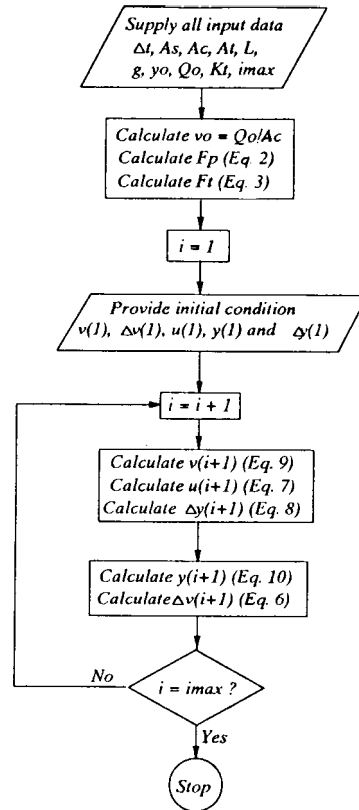 Supply all input data
Δt, As, Ac, At, L,
g, yo, Qo, Kt, imax
Calculate vo = Qo/Ac
Calculate Fp (Eq. 2)
Calculate Ft (Eq. 3)
i = 1
Provide initial condition
v(1), Δv(1), u(1), y(1) and Δy(1)
i = i + 1
Calculate v(i+1) (Eq. 9)
Calculate u(i+1) (Eq. 7)
Calculate Δy(i+1) (Eq. 8)
Calculate y(i+1) (Eq. 10)
Calculate Δv(i+1) (Eq. 6)
No
i = imax ?
Yes
Stop